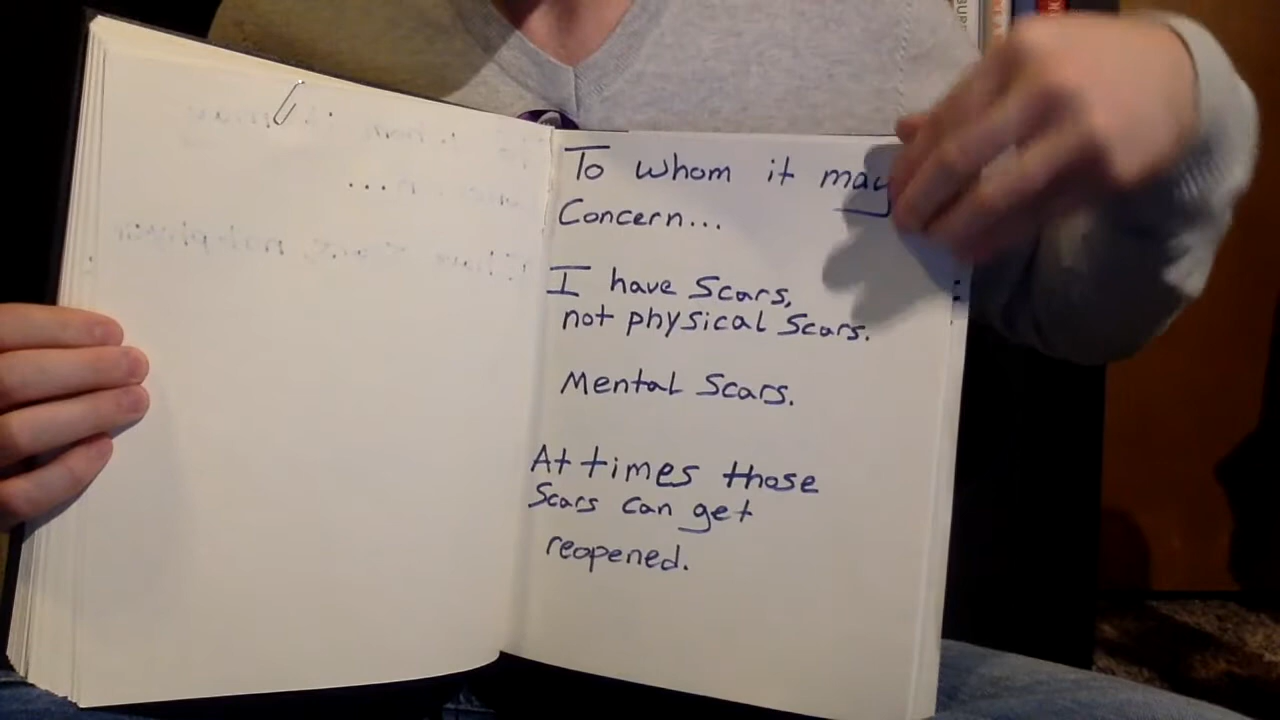 To whom it may
Concern...
I have Scars,
not physical Scars.
Mental Scars.
At times those
Scars can get
reopened.